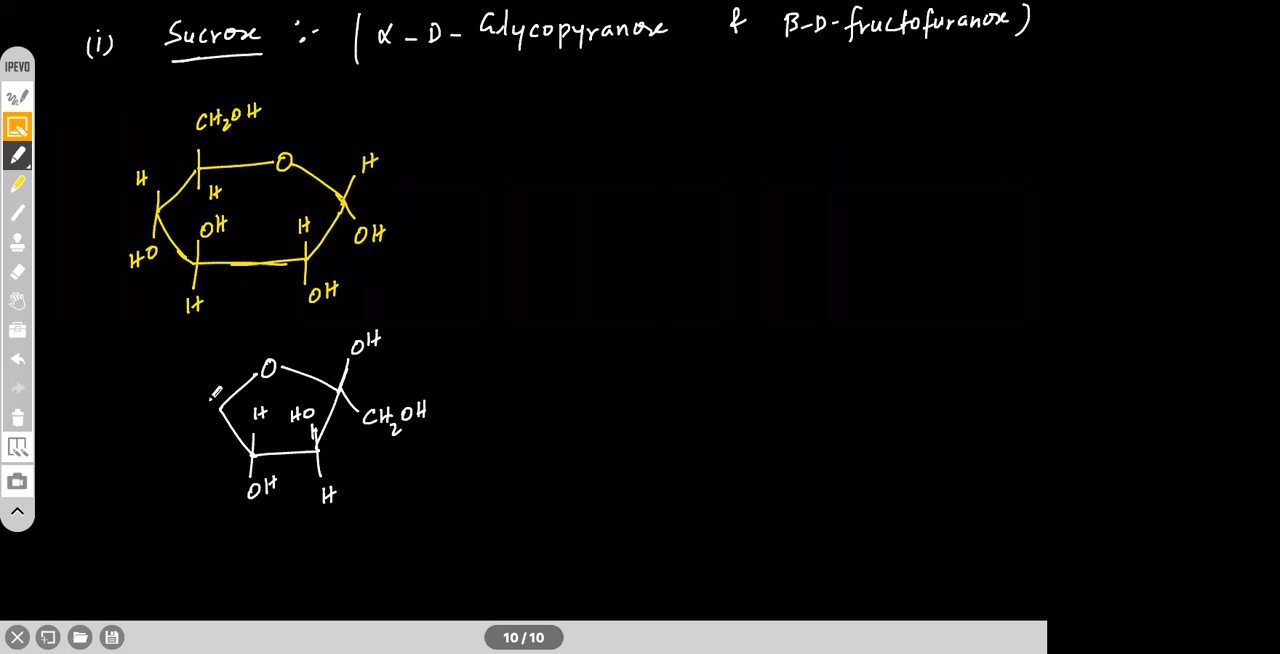 (i) Sucrose :- ( α - D - Glycopyranose & β-D-fructofuranose)
IPEVO
CH₂OH
O
H
H
H
OH
H
OH
HO
H
OH
OH
O
H
HO
CH₂OH
OH
H
10/10